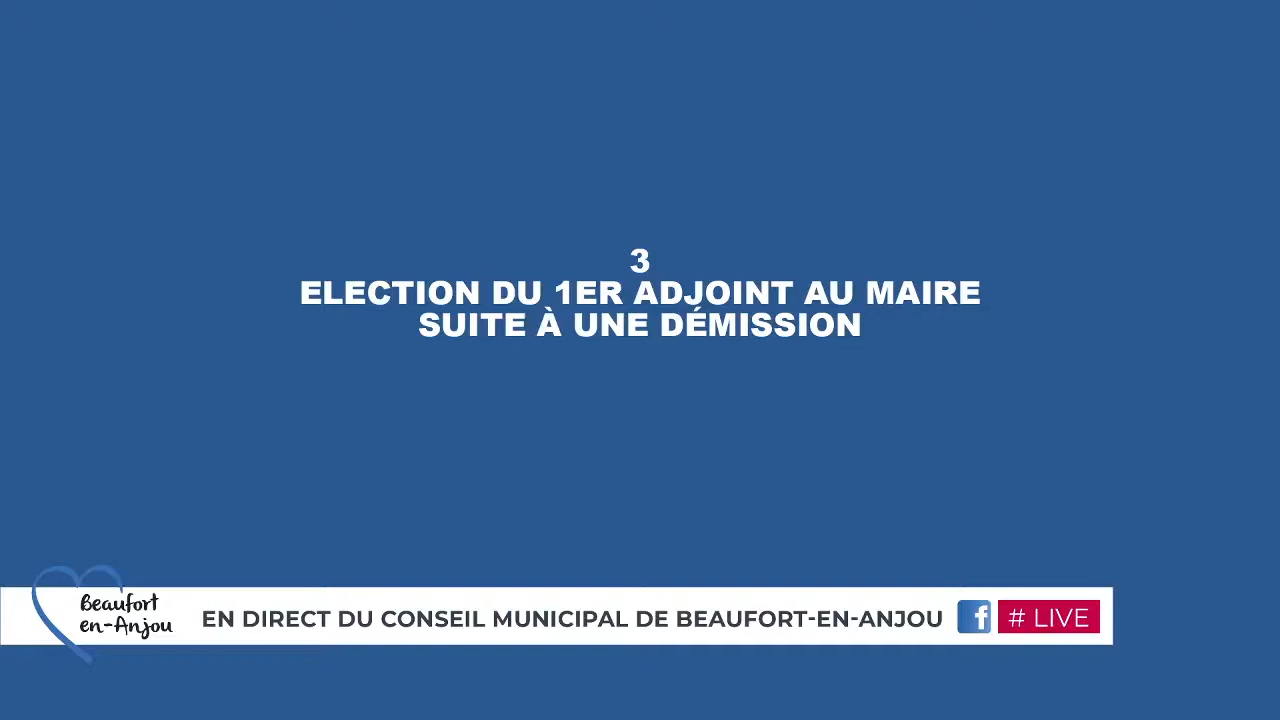 3
ELECTION DU 1ER ADJOINT AU MAIRE
SUITE À UNE DÉMISSION
Beaufort
en-Anjou
EN DIRECT DU CONSEIL MUNICIPAL DE BEAUFORT-EN-ANJOU
f
# LIVE